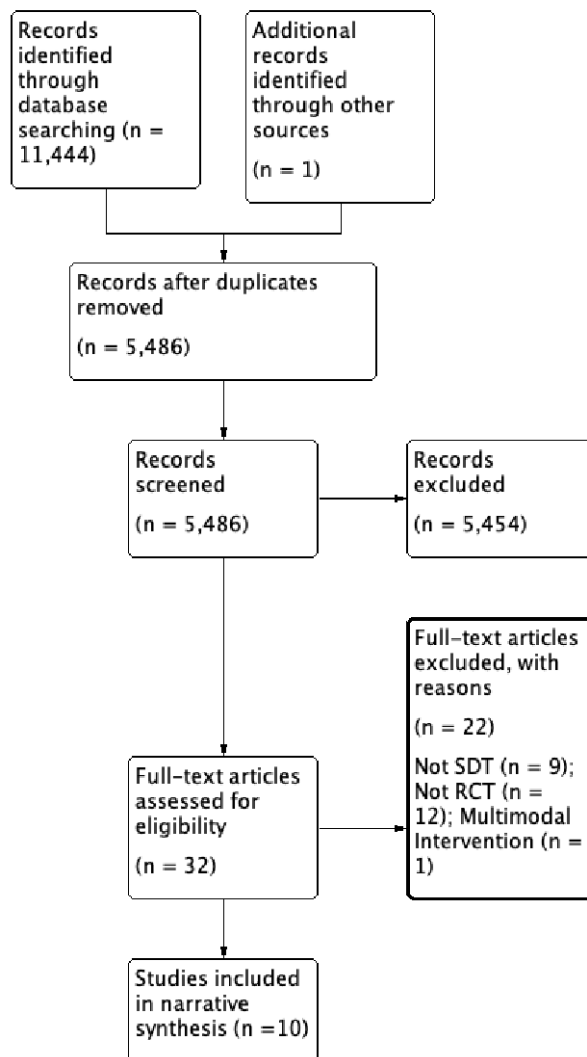 Records
identified
through
database
searching (n =
11,444)
Additional
records
identified
through other
sources
(n = 1)
Records after duplicates
removed
(n = 5,486)
Records
screened
(n = 5,486)
Records
excluded
(n = 5,454)
Full-text articles
excluded, with
reasons
(n = 22)
Not SDT (n = 9);
Not RCT (n =
12); Multimodal
Intervention (n =
1)
Full-text articles
assessed for
eligibility
(n = 32)
Studies included
in narrative
synthesis (n =10)